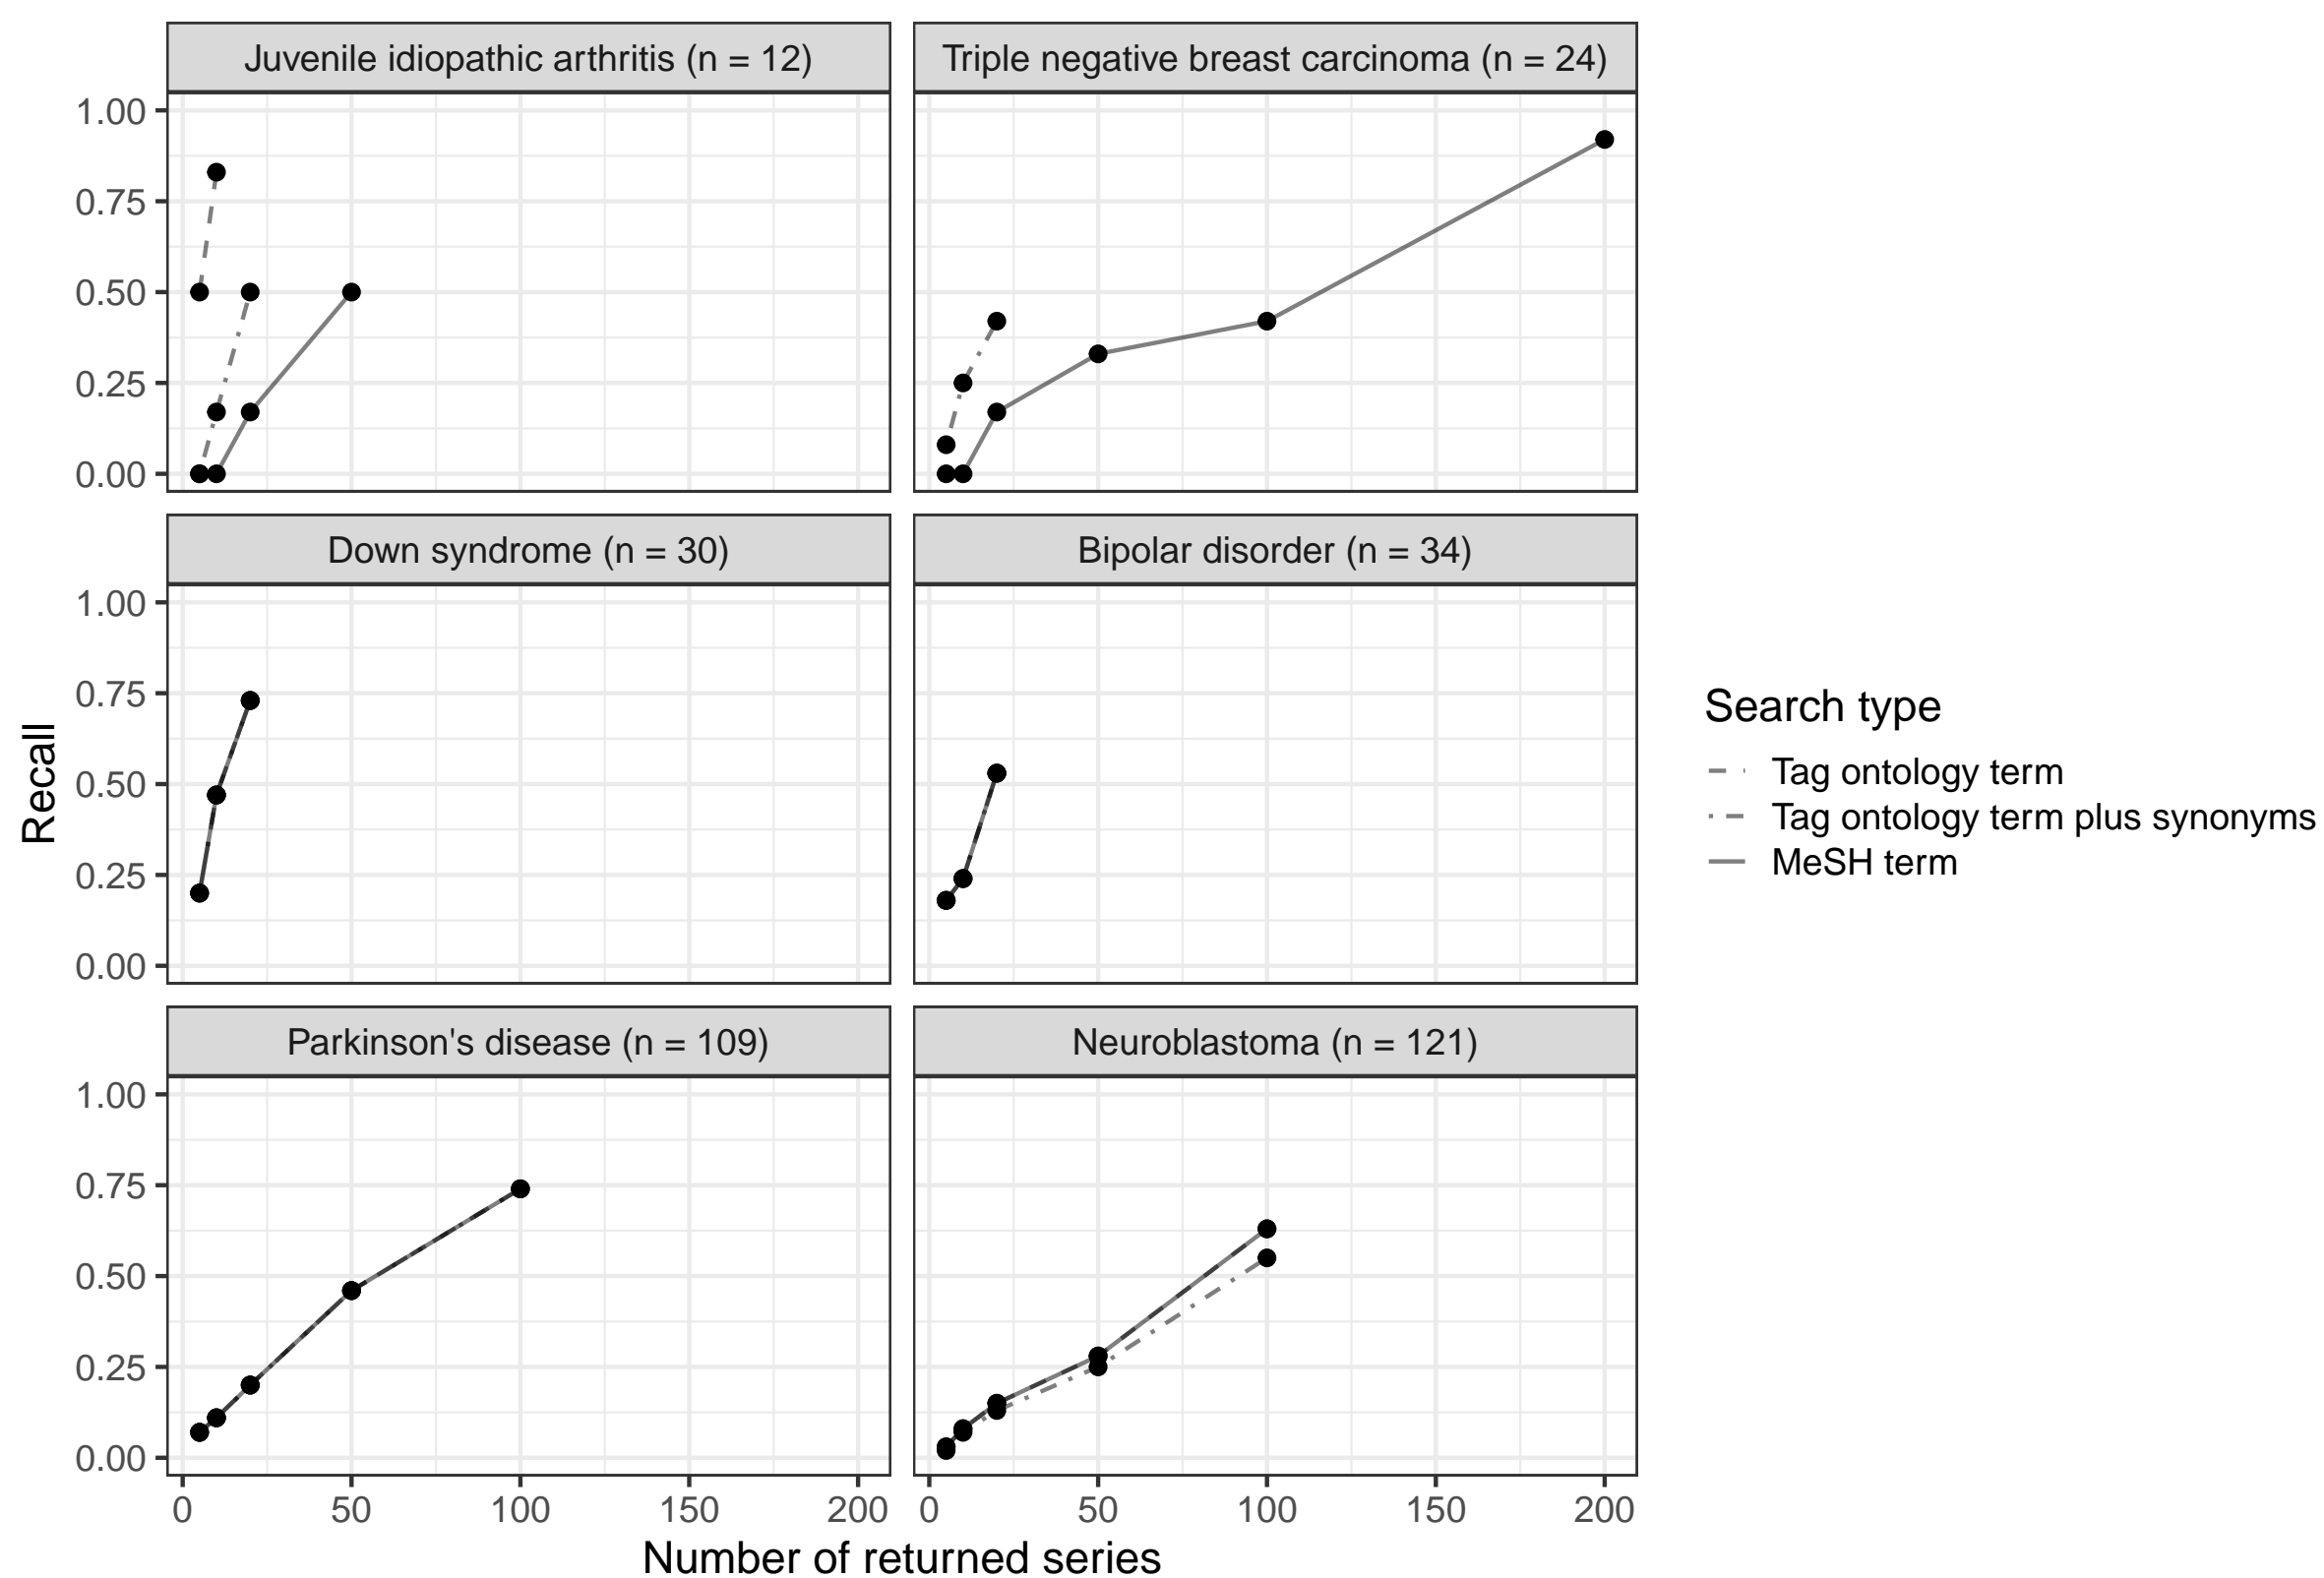 Juvenile idiopathic arthritis (n = 12)
Triple negative breast carcinoma (n = 24)
1.00
0.75
0.50
0.25
0.00
Down syndrome (n = 30)
Bipolar disorder (n = 34)
1.00
0.75
0.50
0.25
0.00
Parkinson's disease (n = 109)
Neuroblastoma (n = 121)
1.00
0.75
0.50
0.25
0.00
0 50 100 150 200
0 50 100 150 200
Number of returned series
Recall
Search type
Tag ontology term
Tag ontology term plus synonyms
MeSH term